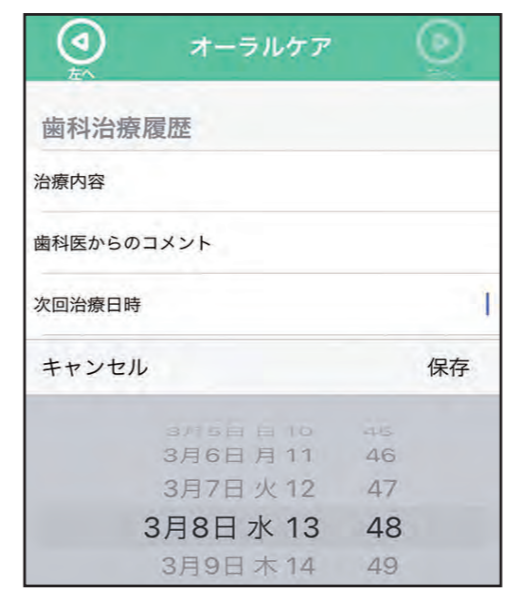 オーラルケア
左へ
歯科治療履歴
治療内容
歯科医からのコメント
次回治療日時
キャンセル 保存
3月5日 日 10 45
3月6日 月 11 46
3月7日 火 12 47
3月8日 水 13 48
3月9日 木 14 49